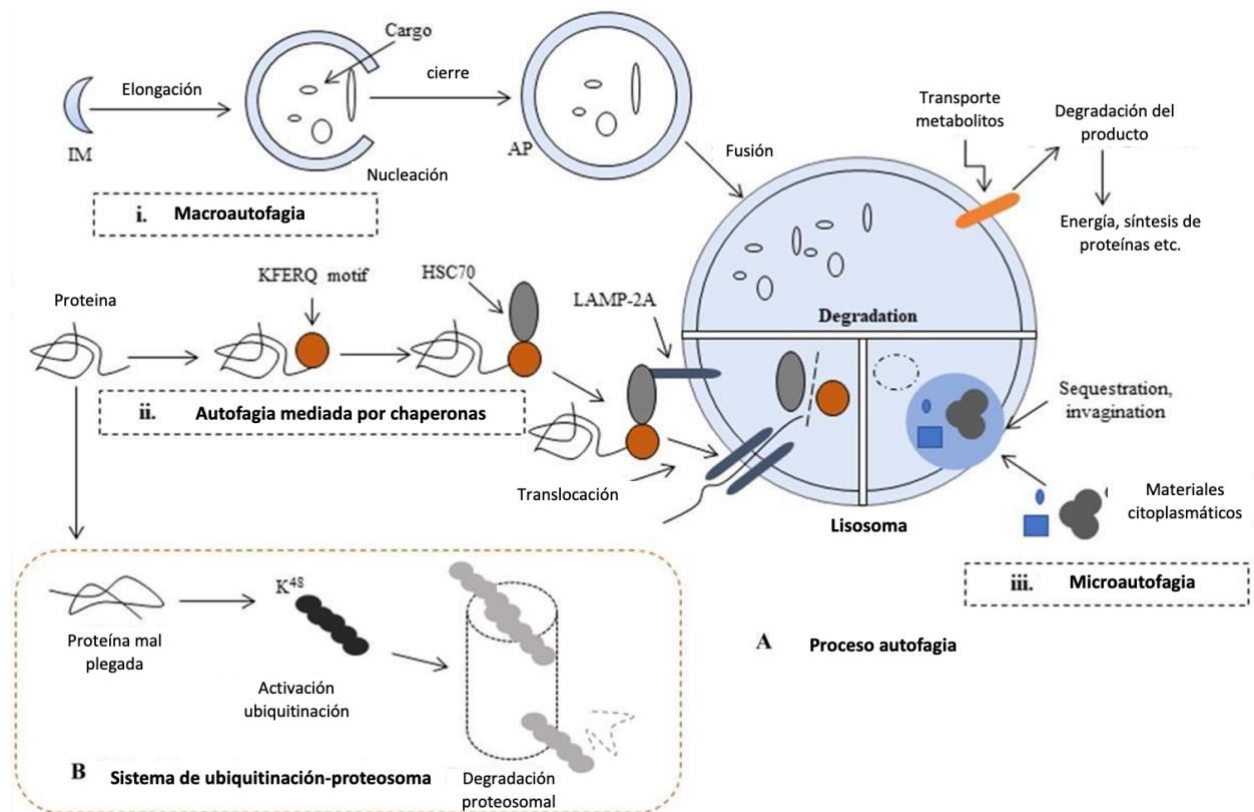 Cargo
Elongación
cierre
IM
Nucleación
AP
Fusión
Transporte
metabolitos
Degradación del
producto
Energía, síntesis de
proteínas etc.
i. Macroautofagia
KFERQ motif
HSC70
Proteina
LAMP-2A
Degradation
ii. Autofagia mediada por chaperonas
Sequestration,
invagination
Translocación
Lisosoma
Materiales
citoplasmáticos
iii. Microautofagia
K48
Proteína mal
plegada
Activación
ubiquitinación
A Proceso autofagia
B Sistema de ubiquitinación-proteosoma
Degradación
proteosomal